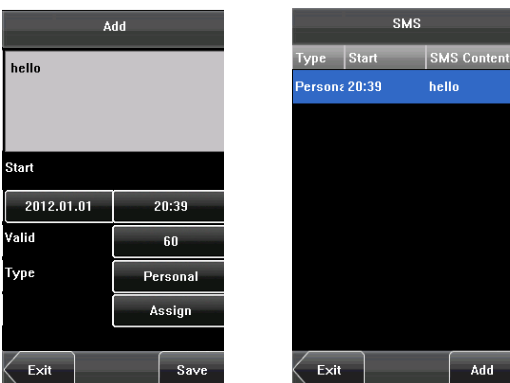 Add
hello
Start
2012.01.01 20:39
Valid 60
Type Personal
Assign
Exit Save
SMS
Type Start SMS Content
Persona 20:39 hello
Exit Add